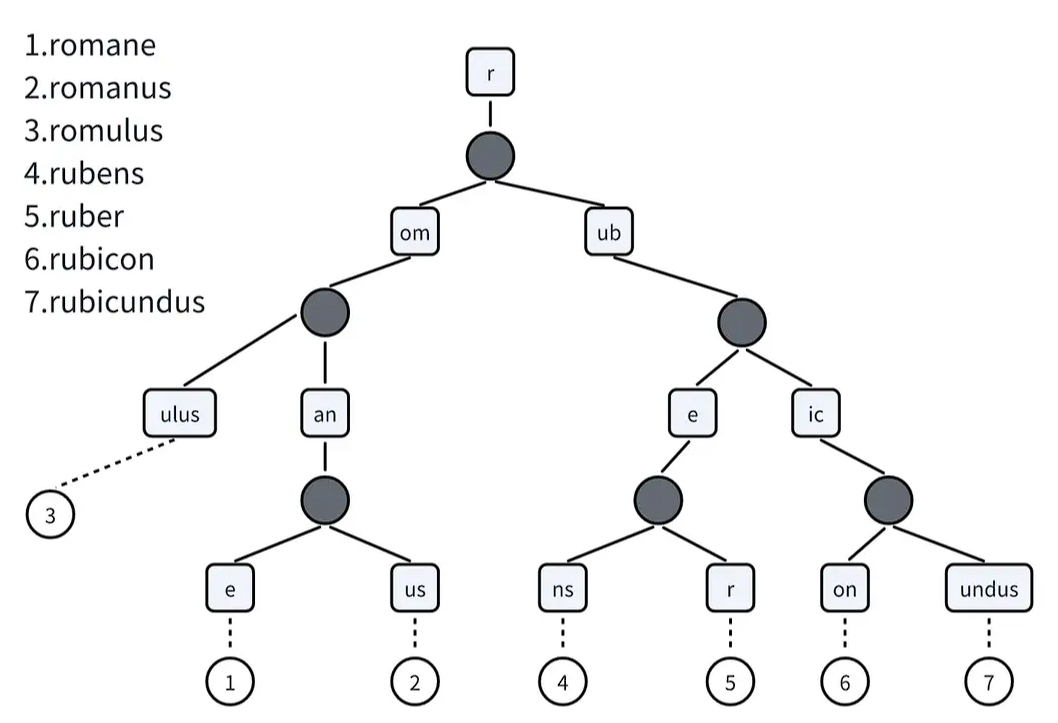 1.romane
2.romanus
3.romulus
4.rubens
5.ruber
6.rubicon
7.rubicundus
r
om
ub
ulus
an
e
ic
3
e
us
ns
r
on
undus
1
2
4
5
6
7